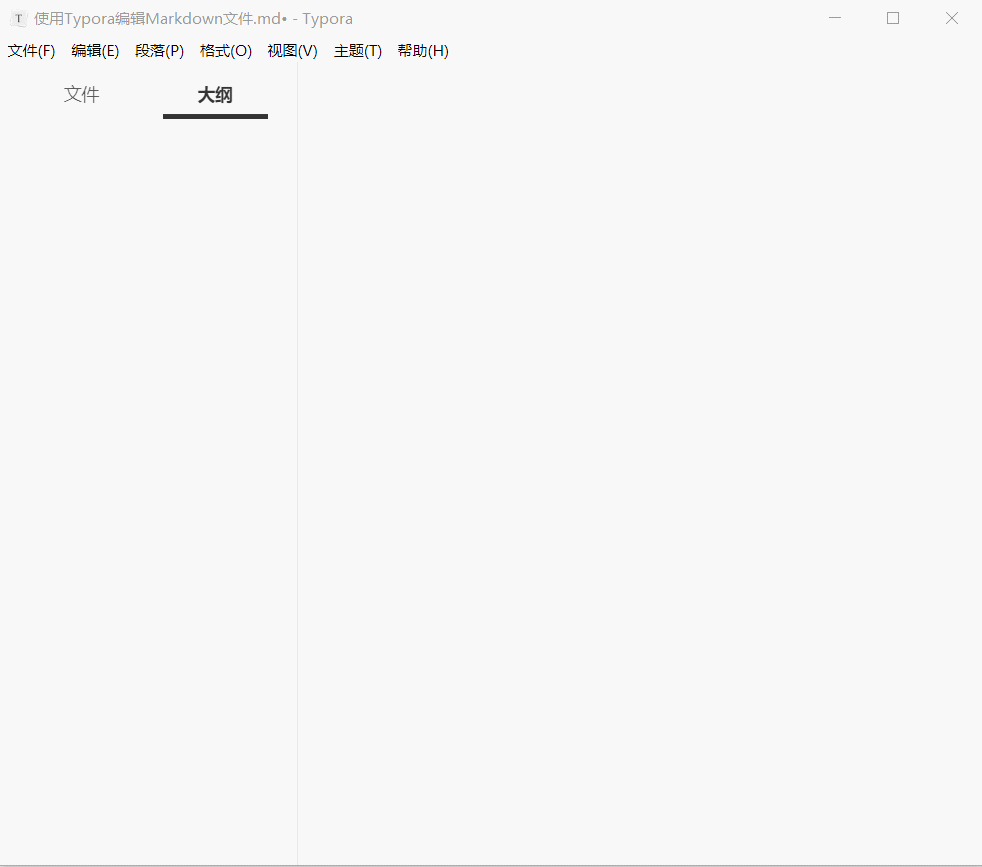 T 使用Typora编辑Markdown文件.md• - Typora
文件(F) 编辑(E) 段落(P) 格式(O) 视图(V) 主题(T) 帮助(H)
文件 大纲